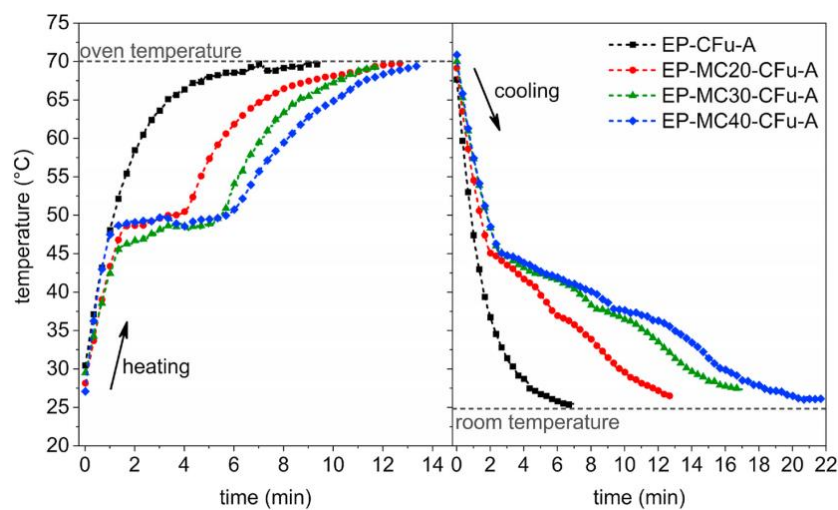 75
70
65
60
55
50
45
40
35
30
25
20
temperature (°C)
oven temperature
heating
0 2 4 6 8 10 12 14
time (min)
EP-CFu-A
EP-MC20-CFu-A
EP-MC30-CFu-A
EP-MC40-CFu-A
cooling
room temperature
0 2 4 6 8 10 12 14 16 18 20 22
time (min)